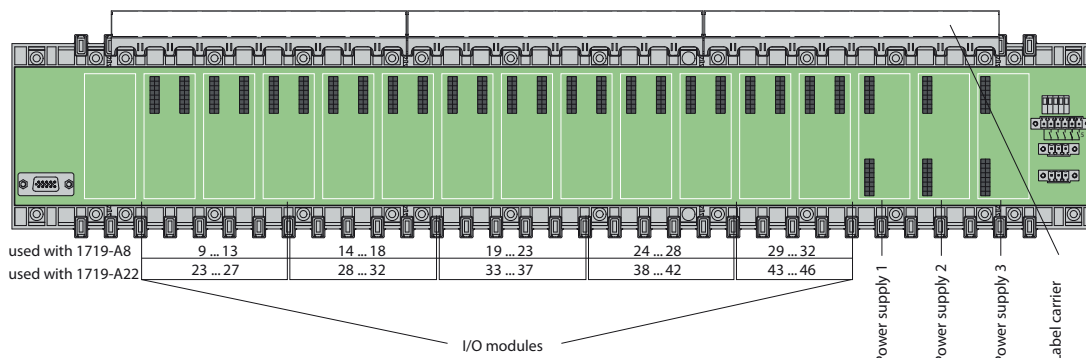 used with 1719-A8 9 ... 13 14 ... 18 19 ... 23 24 ... 28 29 ... 32
used with 1719-A22 23 ... 27 28 ... 32 33 ... 37 38 ... 42 43 ... 46
I/O modules
Power supply 1
Power supply 2
Power supply 3
Label carrier